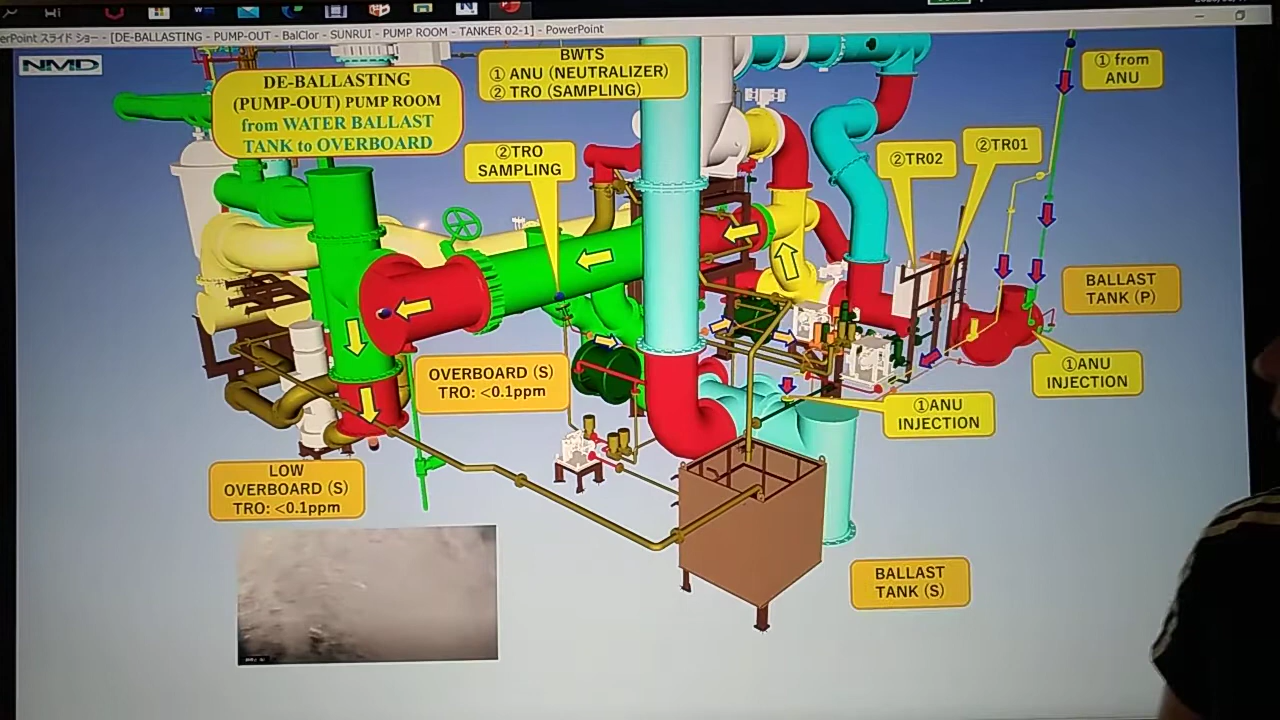 PowerPoint スライド ショー - [DE-BALLASTING - PUMP-OUT - BalClor - SUNRUI - PUMP ROOM - TANKER 02-1] - PowerPoint
NMD
DE-BALLASTING
(PUMP-OUT) PUMP ROOM
from WATER BALLAST
TANK to OVERBOARD
BWTS
① ANU (NEUTRALIZER)
② TRO (SAMPLING)
① from
ANU
②TRO
SAMPLING
②TR02
②TR01
BALLAST
TANK (P)
①ANU
INJECTION
OVERBOARD (S)
TRO: <0.1ppm
①ANU
INJECTION
LOW
OVERBOARD (S)
TRO: <0.1ppm
BALLAST
TANK (S)